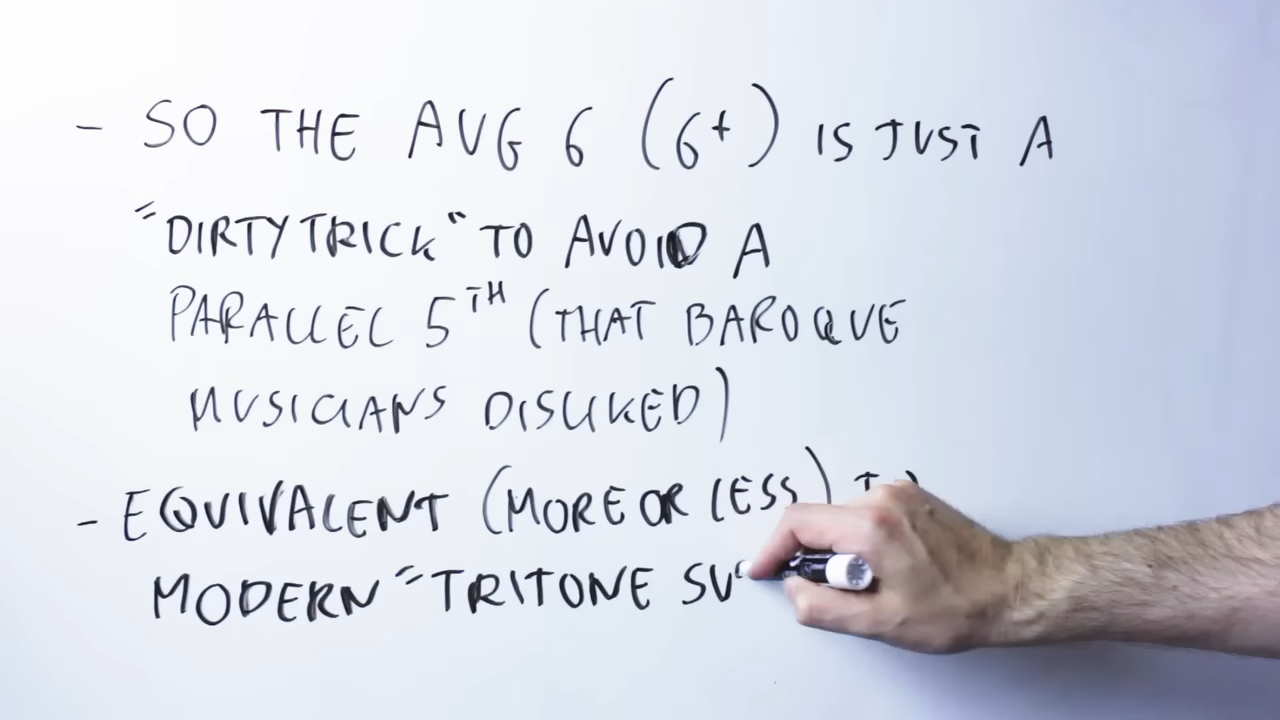 - SO THE AUG 6 (6+) IS JUST A
"DIRTY TRICK" TO AVOID A
PARALLEL 5TH (THAT BAROQUE
MUSICIANS DISLIKED)
- EQUIVALENT (MORE OR LESS)
MODERN "TRITONE